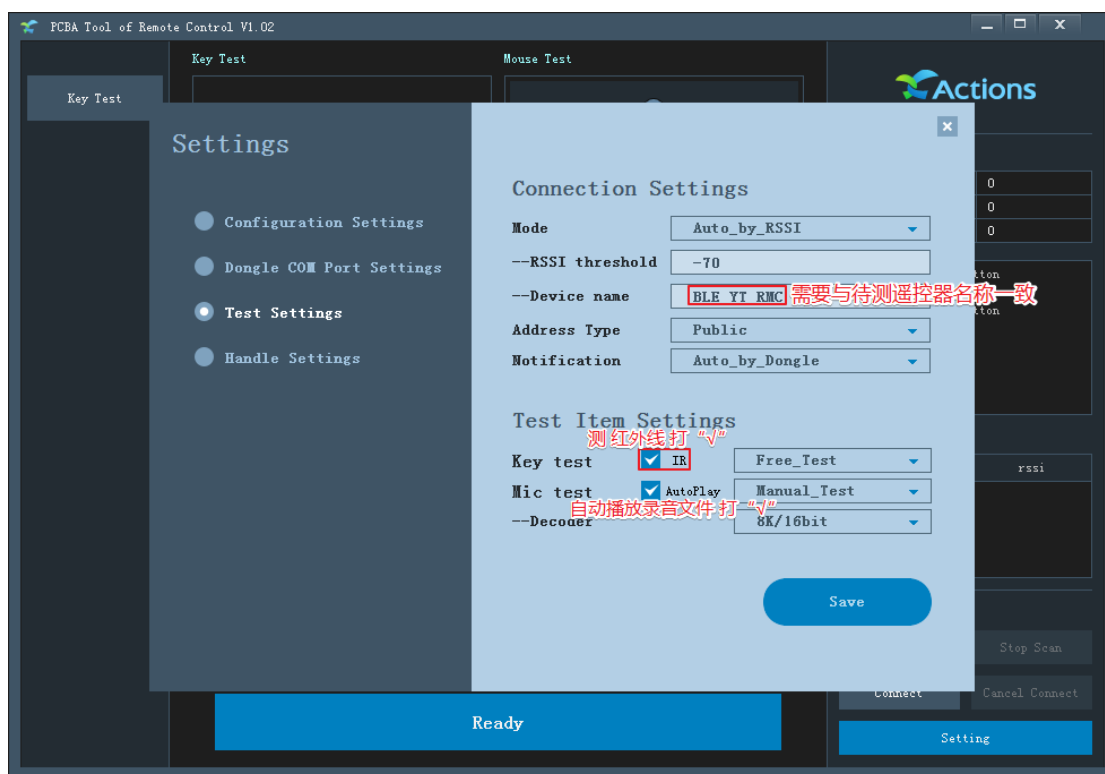 PCBA Tool of Remote Control V1.02
Key Test
Mouse Test
Key Test
Actions
Settings
Configuration Settings
Dongle COM Port Settings
Test Settings
Handle Settings
Connection Settings
Mode Auto_by_RSSI
--RSSI threshold -70
--Device name BLE YT RMC 需要与待测遥控器名称一致
Address Type Public
Notification Auto_by_Dongle
Test Item Settings
测 红外线 打 “√”
Key test IR Free_Test
Mic test AutoPlay Manual_Test
自动播放录音文件 打 “√”
--Decoder 8K/16bit
Save
0
0
0
tton
tton
rssi
Stop Scan
Connect
Cancel Connect
Ready
Setting